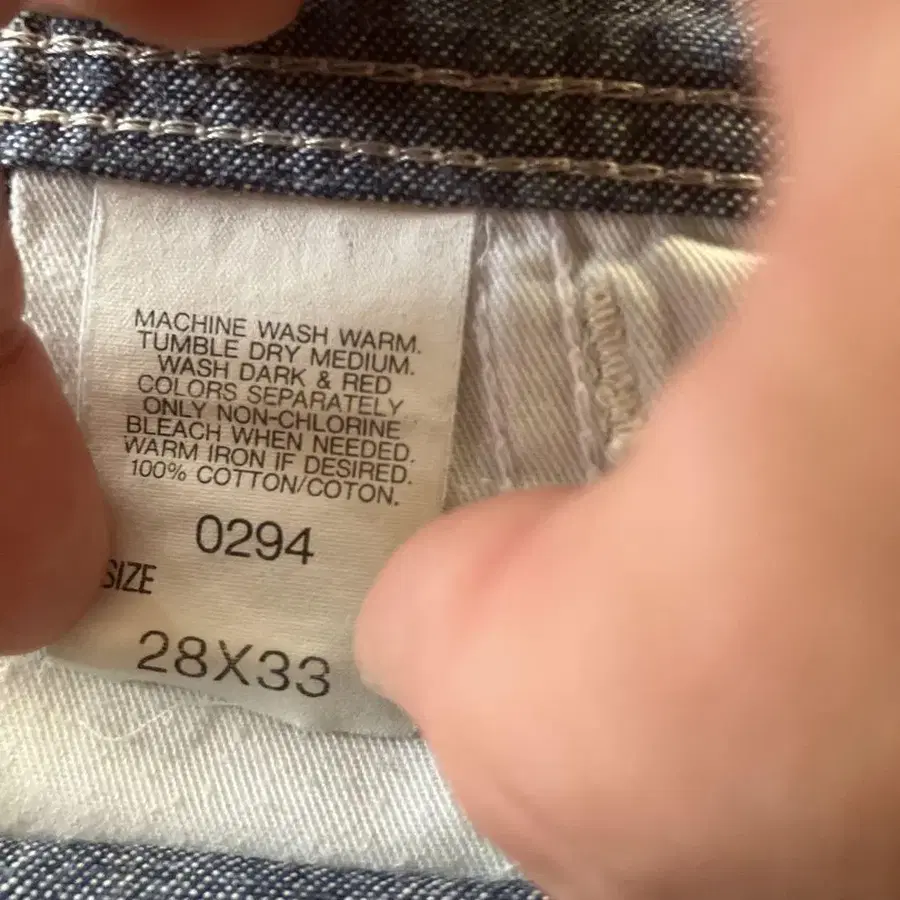 MACHINE WASH WARM.
TUMBLE DRY MEDIUM.
WASH DARK & RED
COLORS SEPARATELY
ONLY NON-CHLORINE
BLEACH WHEN NEEDED.
WARM IRON IF DESIRED.
100% COTTON/COTON.
0294
SIZE
28X33